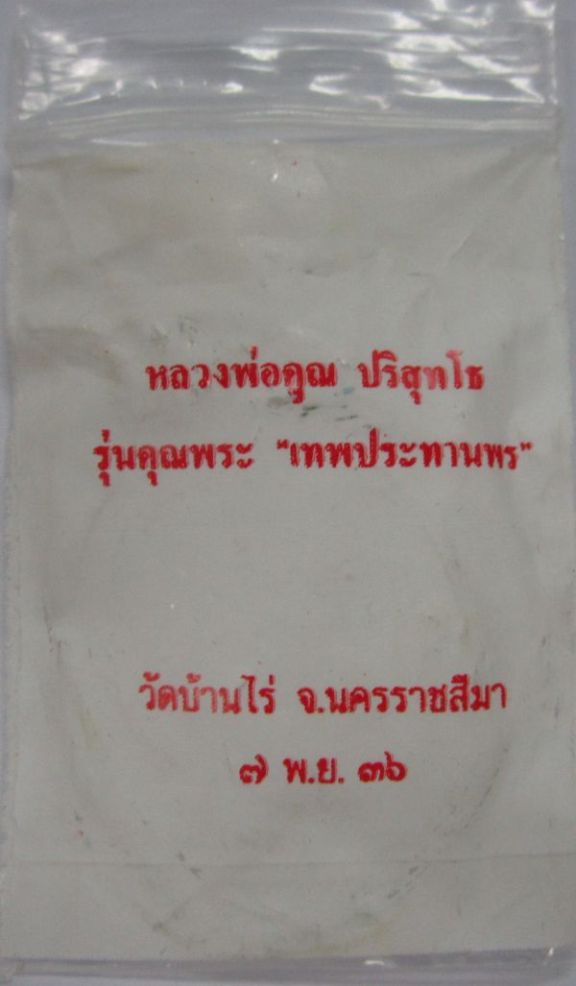 หลวงพ่อคูณ ปริสุทโธ
รุ่นคุณพระ "เทพประทานพร"
วัดบ้านไร่ จ.นครราชสีมา
๗ พ.ย. ๓๖